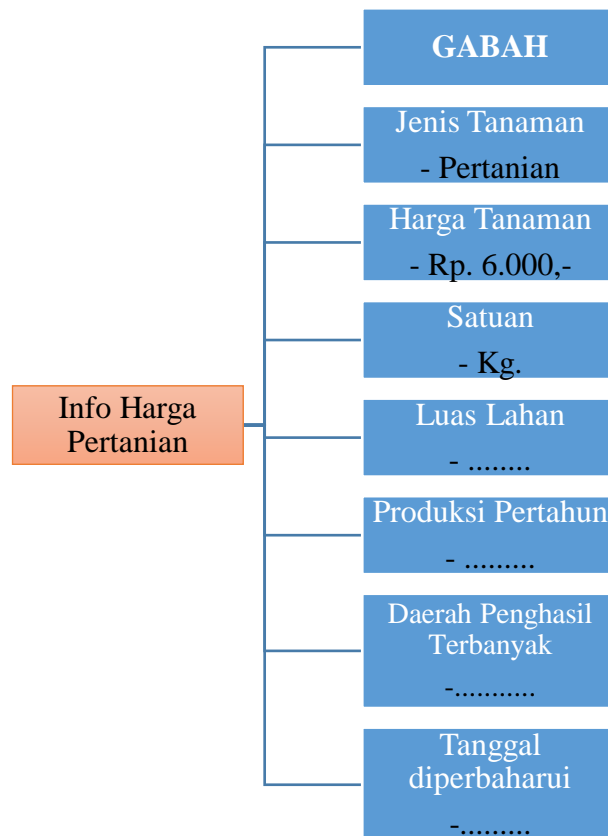 GABAH
Jenis Tanaman
- Pertanian
Harga Tanaman
- Rp. 6.000,-
Satuan
- Kg.
Info Harga
Pertanian
Luas Lahan
- ........
Produksi Pertahun
- .........
Daerah Penghasil
Terbanyak
-...........
Tanggal
diperbaharui
-.........